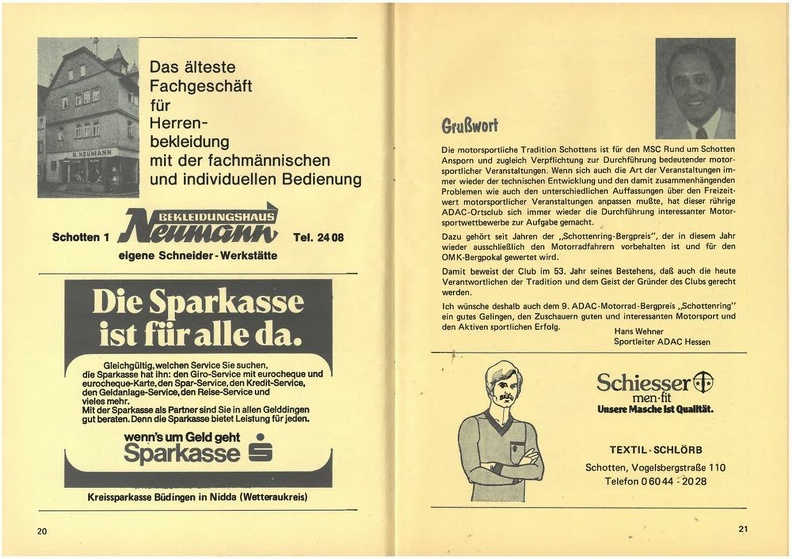 Das älteste
Fachgeschäft
für
Herren-
bekleidung
mit der fachmännischen
und individuellen Bedienung
B. NEUMANN
BEKLEIDUNGSHAUS
Schotten 1 Neumann Tel. 24 08
eigene Schneider-Werkstätte
Die Sparkasse
ist für alle da.
Gleichgültig, welchen Service Sie suchen,
die Sparkasse hat ihn: den Giro-Service mit eurocheque und
eurocheque-Karte, den Spar-Service, den Kredit-Service,
den Geldanlage-Service, den Reise-Service und
vieles mehr.
Mit der Sparkasse als Partner sind Sie in allen Gelddingen
gut beraten. Denn die Sparkasse bietet Leistung für jeden.
wenn's um Geld geht
Sparkasse
Kreissparkasse Büdingen in Nidda (Wetteraukreis)
20
Grußwort
Die motorsportliche Tradition Schottens ist für den MSC Rund um Schotten
Ansporn und zugleich Verpflichtung zur Durchführung bedeutender motor-
sportlicher Veranstaltungen. Wenn sich auch die Art der Veranstaltungen im-
mer wieder der technischen Entwicklung und den damit zusammenhängenden
Problemen wie auch den unterschiedlichen Auffassungen über den Freizeit-
wert motorsportlicher Veranstaltungen anpassen mußte, hat dieser rührige
ADAC-Ortsclub sich immer wieder die Durchführung interessanter Motor-
sportwettbewerbe zur Aufgabe gemacht.
Dazu gehört seit Jahren der „Schottenring-Bergpreis“, der in diesem Jahr
wieder ausschließlich den Motorradfahrern vorbehalten ist und für den
OMK-Bergpokal gewertet wird.
Damit beweist der Club im 53. Jahr seines Bestehens, daß auch die heute
Verantwortlichen der Tradition und dem Geist der Gründer des Clubs gerecht
werden.
Ich wünsche deshalb auch dem 9. ADAC-Motorrad-Bergpreis „Schottenring“
ein gutes Gelingen, den Zuschauern guten und interessanten Motorsport und
den Aktiven sportlichen Erfolg.
Hans Wehner
Sportleiter ADAC Hessen
Schiesser
men·fit
Unsere Masche ist Qualität.
TEXTIL-SCHLÖRB
Schotten, Vogelsbergstraße 110
Telefon 0 60 44 - 20 28
21